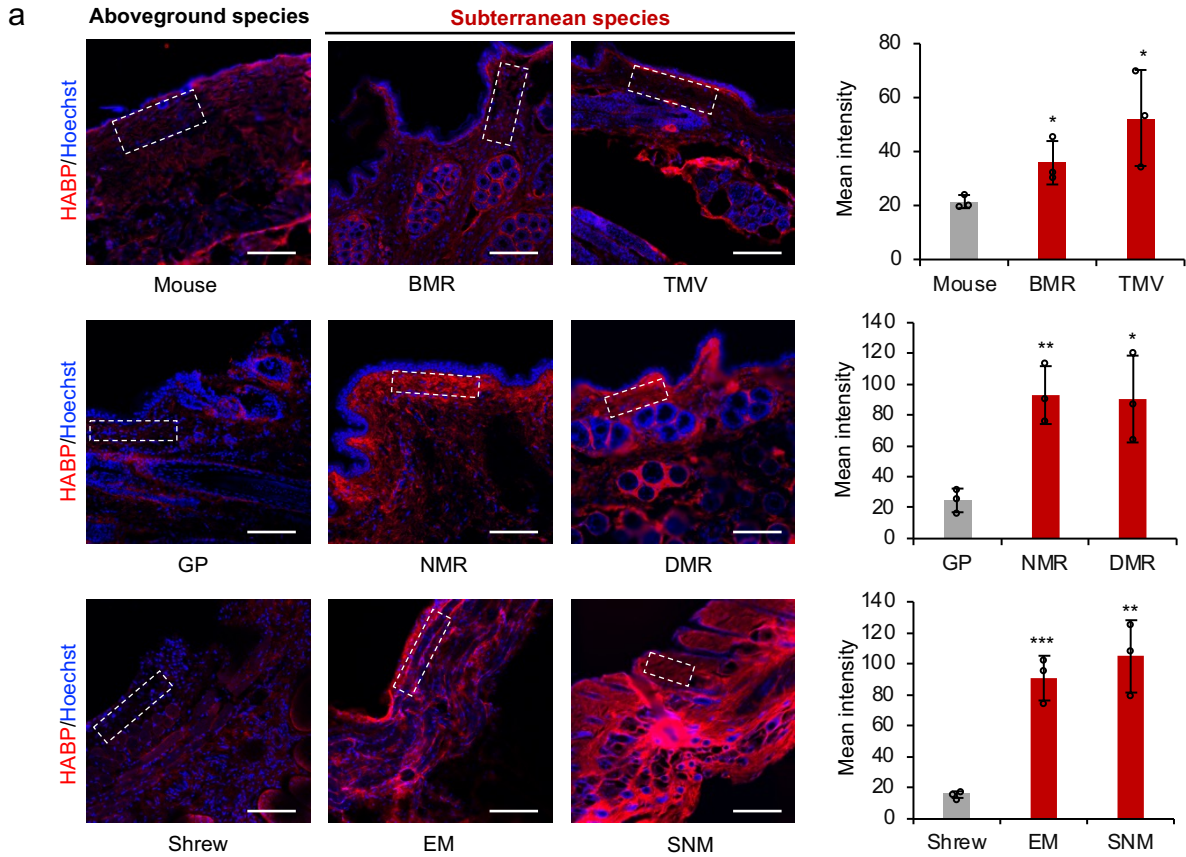 a
Aboveground species
Subterranean species
HABP/Hoechst
Mouse
BMR
TMV
Mean intensity
80
60
40
20
0
*
*
Mouse
BMR
TMV
HABP/Hoechst
GP
NMR
DMR
Mean intensity
140
120
100
80
60
40
20
0
**
*
GP
NMR
DMR
HABP/Hoechst
Shrew
EM
SNM
Mean intensity
140
120
100
80
60
40
20
0
***
**
Shrew
EM
SNM